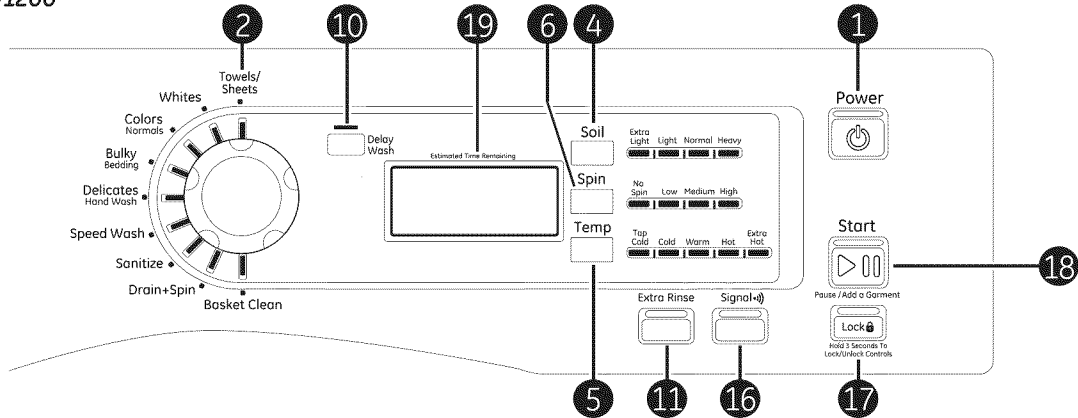 2
10
19
6
4
1
Towels/
Sheets
Whites
Colors
Normals
Bulky
Bedding
Delicates
Hand Wash
Speed Wash
Sanitize
Drain+Spin
Basket Clean
Delay
Wash
Estimated Time Remaining
Soil
Extra
Light Light Normal Heavy
Spin
No
Spin Low Medium High
Temp
Tap
Cold Cold Warm Hot Extra
Hot
Power
Start
Pause/Add a Garment
Lock
Hold 3 Seconds To
Lock/Unlock Controls
Extra Rinse
Signal
18
5
11
16
17